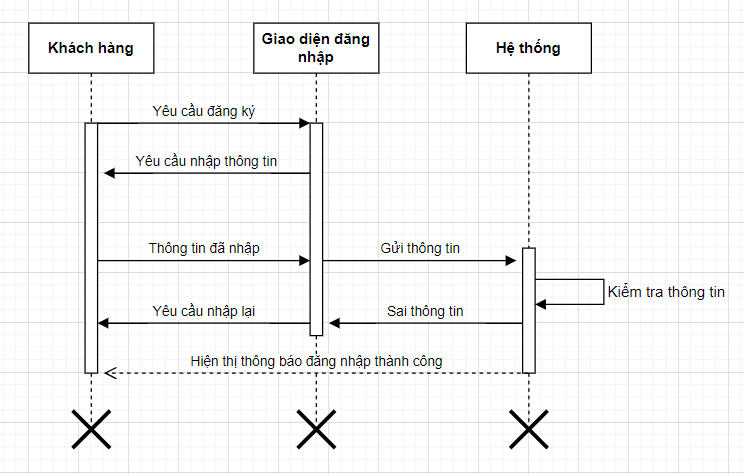 Khách hàng
Giao diện đăng
nhập
Hệ thống
Yêu cầu đăng ký
Yêu cầu nhập thông tin
Thông tin đã nhập
Gửi thông tin
Kiểm tra thông tin
Yêu cầu nhập lại
Sai thông tin
Hiện thị thông báo đăng nhập thành công